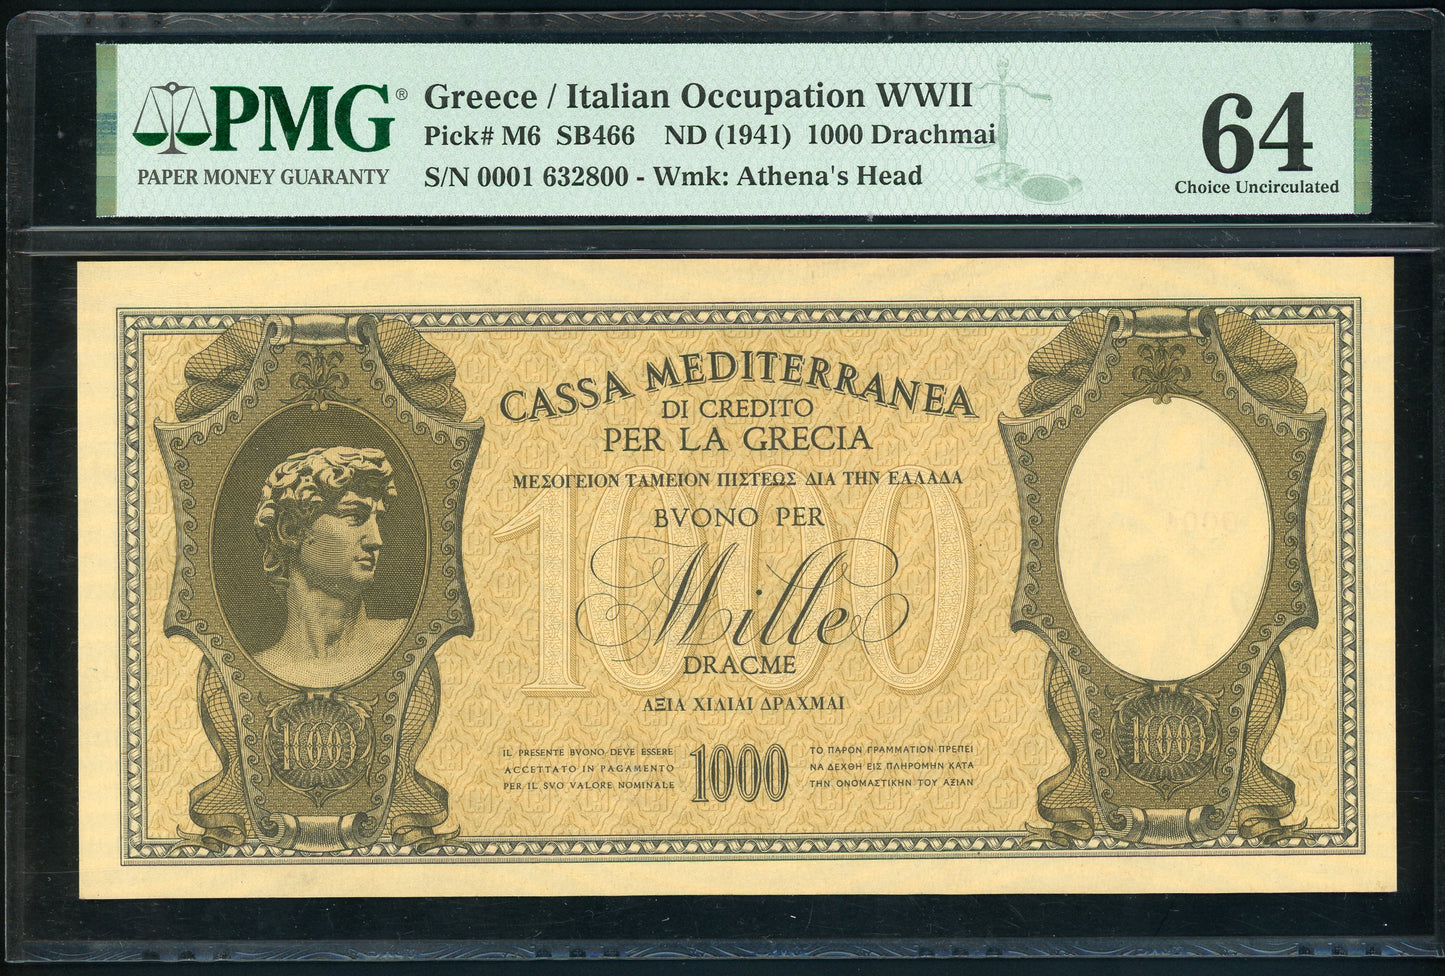 PMG®
PAPER MONEY GUARANTY
Greece / Italian Occupation WWII
Pick# M6 SB466 ND (1941) 1000 Drachmai
S/N 0001 632800 - Wmk: Athena's Head
64
Choice Uncirculated
CASSA MEDITERRANEA
DI CREDITO
PER LA GRECIA
ΜΕΣΟΓΕΙΟΝ ΤΑΜΕΙΟΝ ΠΙΣΤΕΩΣ ΔΙΑ ΤΗΝ ΕΛΛΑΔΑ
1000
BVONO PER
Mille
DRACME
ΑΞΙΑ ΧΙΛΙΑΙ ΔΡΑΧΜΑΙ
IL PRESENTE BVONO DEVE ESSERE
ACCETTATO IN PAGAMENTO
PER IL SVO VALORE NOMINALE
1000
ΤΟ ΠΑΡΟΝ ΓΡΑΜΜΑΤΙΟΝ ΠΡΕΠΕΙ
ΝΑ ΔΕΧΘΗ ΕΙΣ ΠΛΗΡΟΜΗΝ ΚΑΤΑ
ΤΗΝ ΟΝΟΜΑΣΤΙΚΗΝ ΤΟΥ ΑΞΙΑΝ
1000
1000